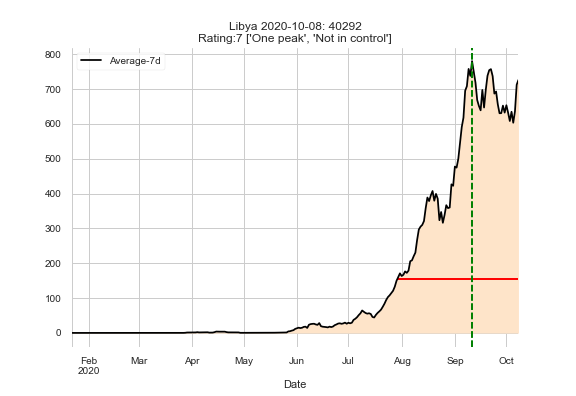 Libya 2020-10-08: 40292
Rating:7 ['One peak', 'Not in control']
Average-7d
800
700
600
500
400
300
200
100
0
Feb Mar Apr May Jun Jul Aug Sep Oct
2020
Date